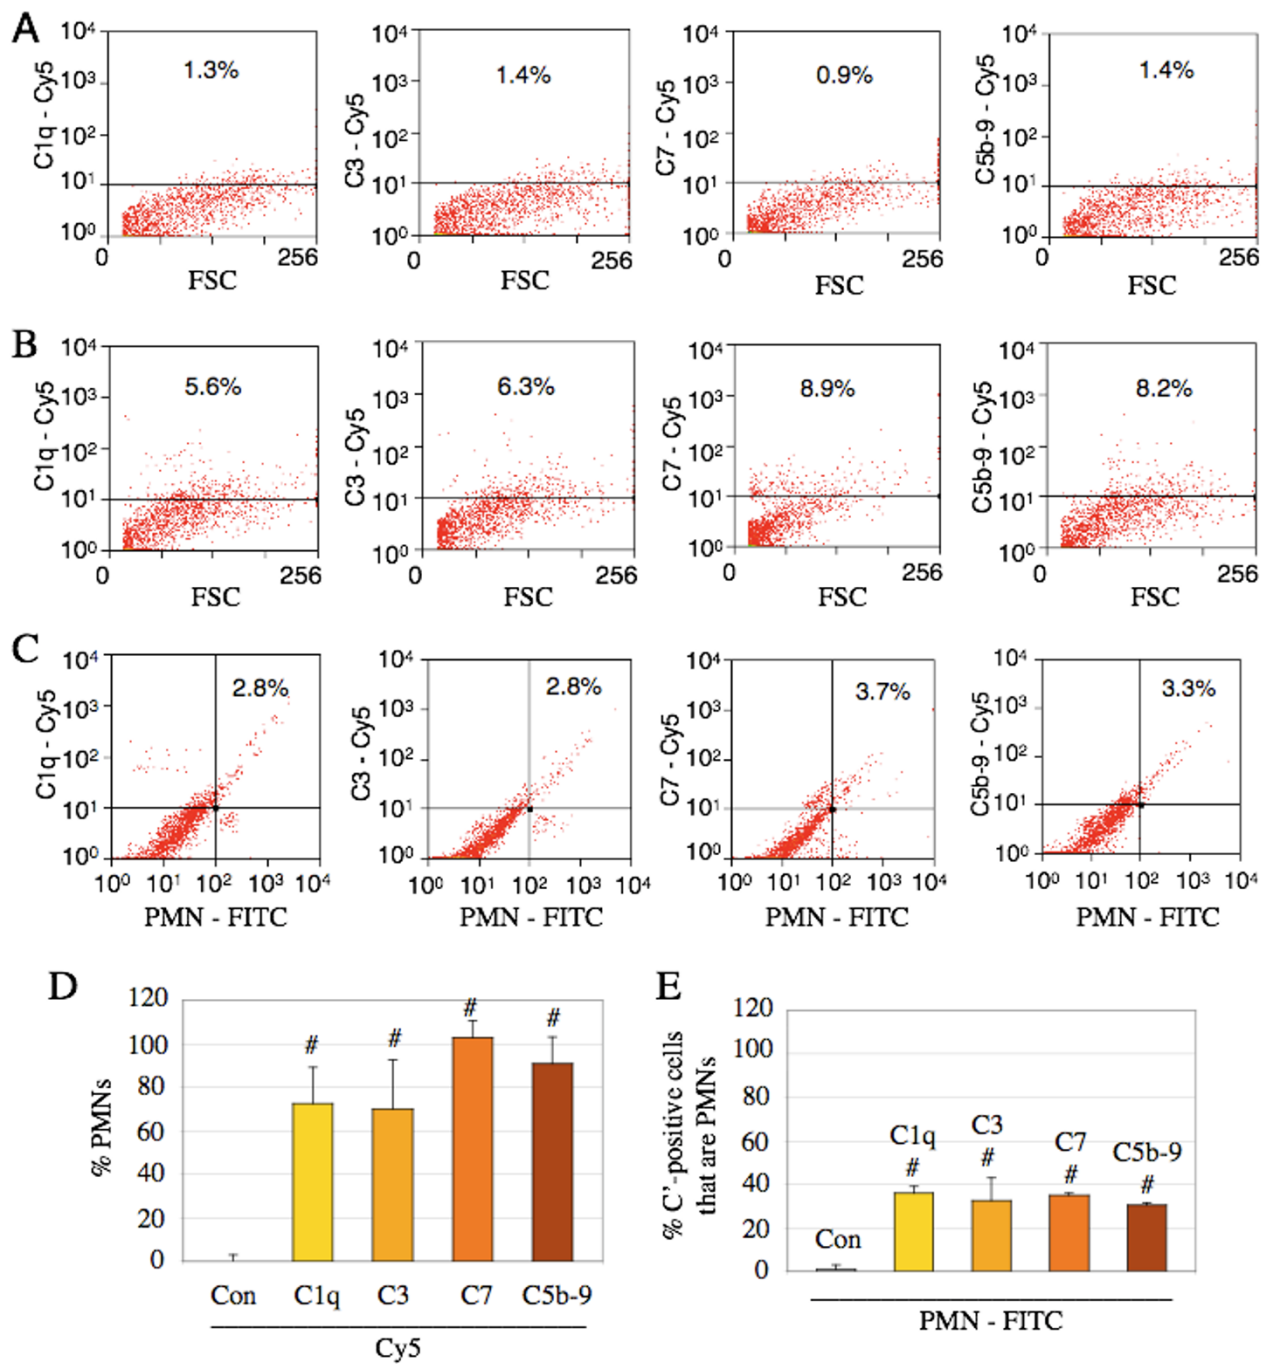 A
10⁴ 10³ 10² 10¹ 10⁰
C1q - Cy5
1.3%
0 256
FSC
10⁴ 10³ 10² 10¹ 10⁰
C3 - Cy5
1.4%
0 256
FSC
10⁴ 10³ 10² 10¹ 10⁰
C7 - Cy5
0.9%
0 256
FSC
10⁴ 10³ 10² 10¹ 10⁰
C5b-9 - Cy5
1.4%
0 256
FSC
B
10⁴ 10³ 10² 10¹ 10⁰
C1q - Cy5
5.6%
0 256
FSC
10⁴ 10³ 10² 10¹ 10⁰
C3 - Cy5
6.3%
0 256
FSC
10⁴ 10³ 10² 10¹ 10⁰
C7 - Cy5
8.9%
0 256
FSC
10⁴ 10³ 10² 10¹ 10⁰
C5b-9 - Cy5
8.2%
0 256
FSC
C
10⁴ 10³ 10² 10¹ 10⁰
C1q - Cy5
2.8%
10⁰ 10¹ 10² 10³ 10⁴
PMN - FITC
10⁴ 10³ 10² 10¹ 10⁰
C3 - Cy5
2.8%
10⁰ 10¹ 10² 10³ 10⁴
PMN - FITC
10⁴ 10³ 10² 10¹ 10⁰
C7 - Cy5
3.7%
10⁰ 10¹ 10² 10³ 10⁴
PMN - FITC
10⁴ 10³ 10² 10¹ 10⁰
C5b-9 - Cy5
3.3%
10⁰ 10¹ 10² 10³ 10⁴
PMN - FITC
D
120
100
80
60
40
20
0
% PMNs
# # # #
Con C1q C3 C7 C5b-9
Cy5
E
120
100
80
60
40
20
0
% C'-positive cells
that are PMNs
Con
C1q
#
C3
#
C7
#
C5b-9
#
PMN - FITC